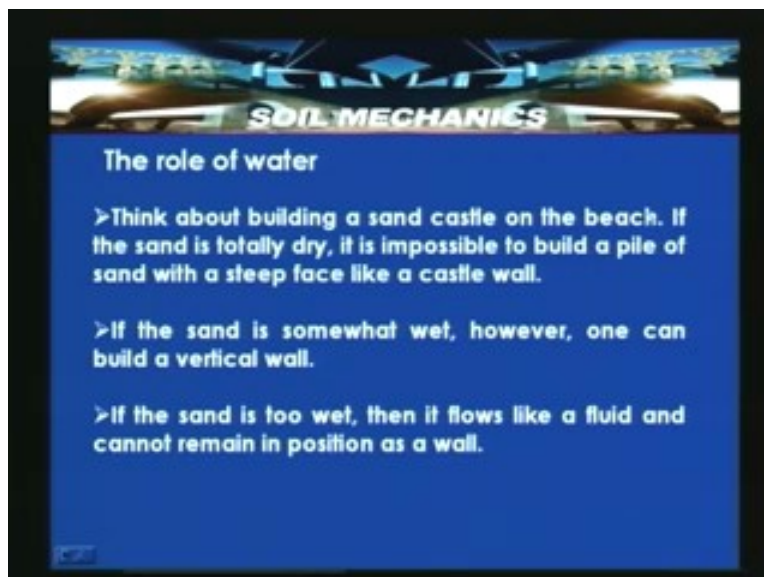 SOIL MECHANICS
The role of water
➢Think about building a sand castle on the beach. If
the sand is totally dry, it is impossible to build a pile of
sand with a steep face like a castle wall.
➢If the sand is somewhat wet, however, one can
build a vertical wall.
➢If the sand is too wet, then it flows like a fluid and
cannot remain in position as a wall.